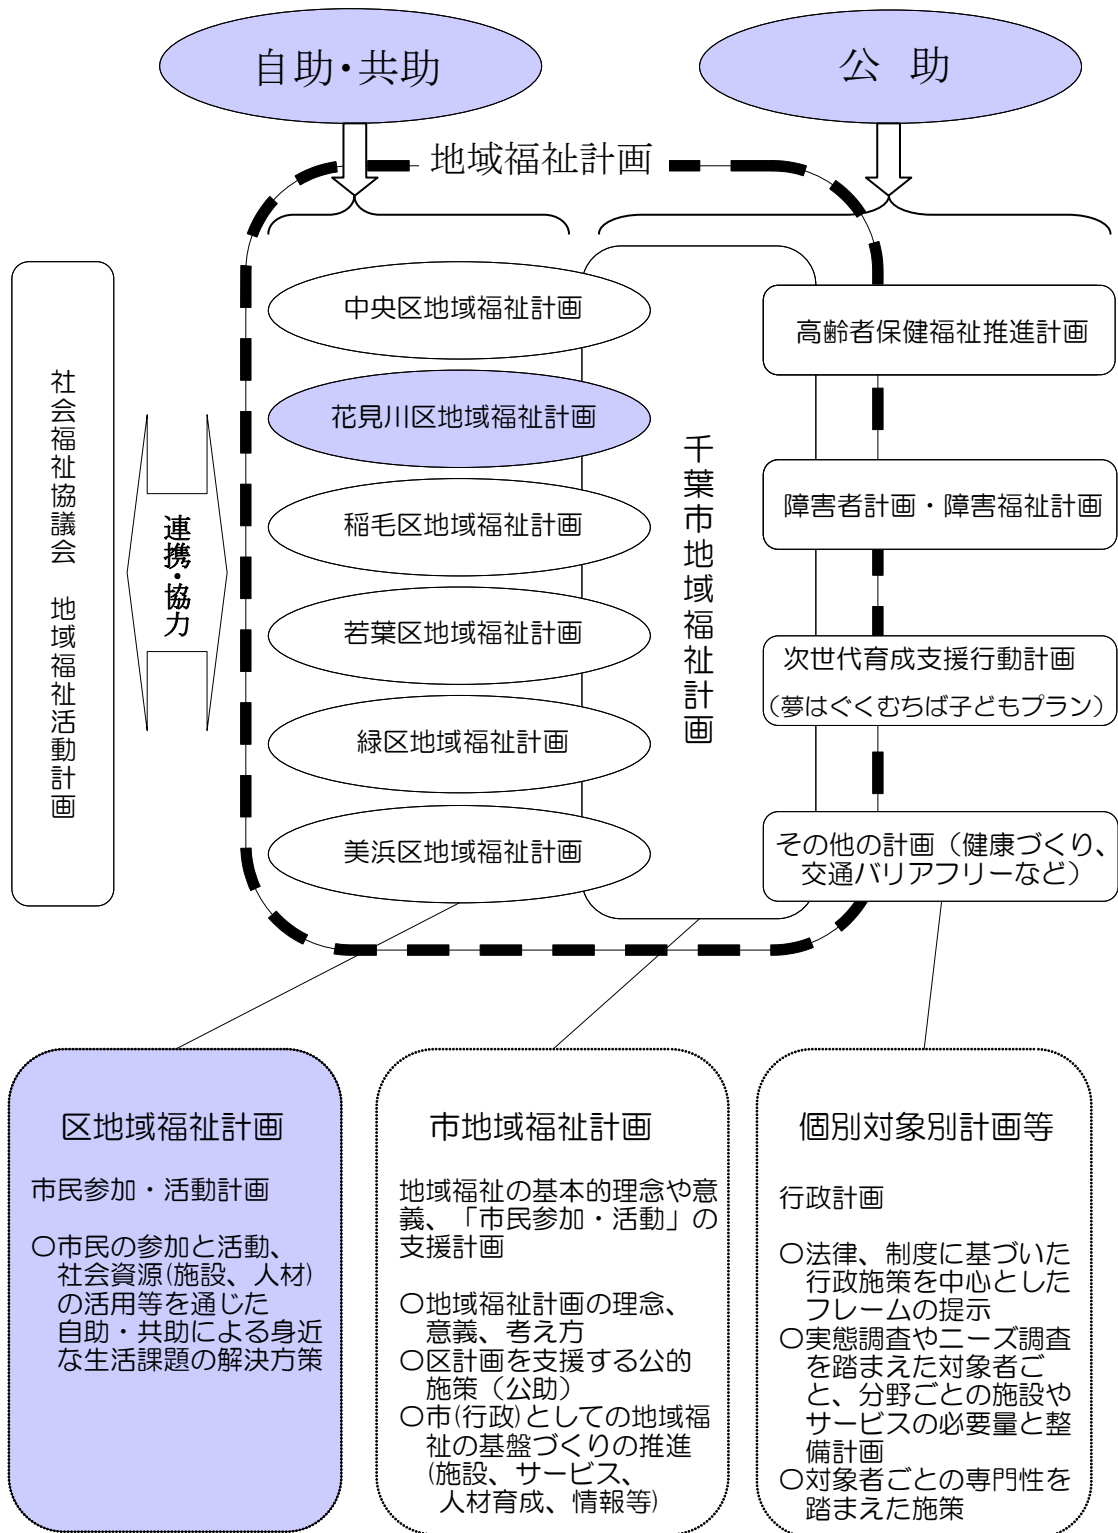 自助・共助
公 助
地域福祉計画
社会福祉協議会 地域福祉活動計画
連携・協力
中央区地域福祉計画
花見川区地域福祉計画
稲毛区地域福祉計画
若葉区地域福祉計画
緑区地域福祉計画
美浜区地域福祉計画
千葉市地域福祉計画
高齢者保健福祉推進計画
障害者計画・障害福祉計画
次世代育成支援行動計画
（夢はぐくむちば子どもプラン）
その他の計画（健康づくり、
交通バリアフリーなど）
区地域福祉計画
市民参加・活動計画
○市民の参加と活動、
社会資源(施設、人材)
の活用等を通じた
自助・共助による身近
な生活課題の解決方策
市地域福祉計画
地域福祉の基本的理念や意
義、「市民参加・活動」の
支援計画
○地域福祉計画の理念、
意義、考え方
○区計画を支援する公的
施策（公助）
○市(行政)としての地域福
祉の基盤づくりの推進
(施設、サービス、
人材育成、情報等)
個別対象別計画等
行政計画
○法律、制度に基づいた
行政施策を中心とした
フレームの提示
○実態調査やニーズ調査
を踏まえた対象者ご
と、分野ごとの施設や
サービスの必要量と整
備計画
○対象者ごとの専門性を
踏まえた施策